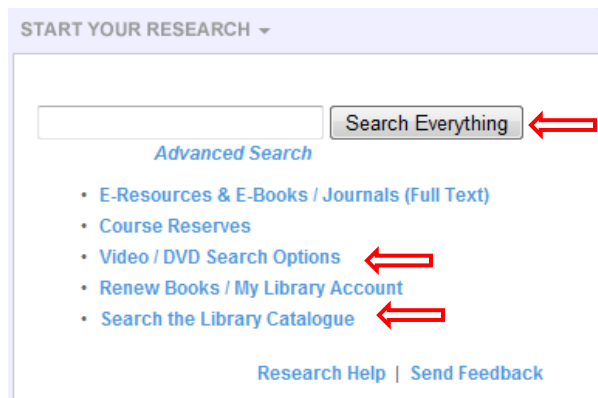 START YOUR RESEARCH
Search Everything
Advanced Search
• E-Resources & E-Books / Journals (Full Text)
• Course Reserves
• Video / DVD Search Options
• Renew Books / My Library Account
• Search the Library Catalogue
Research Help | Send Feedback